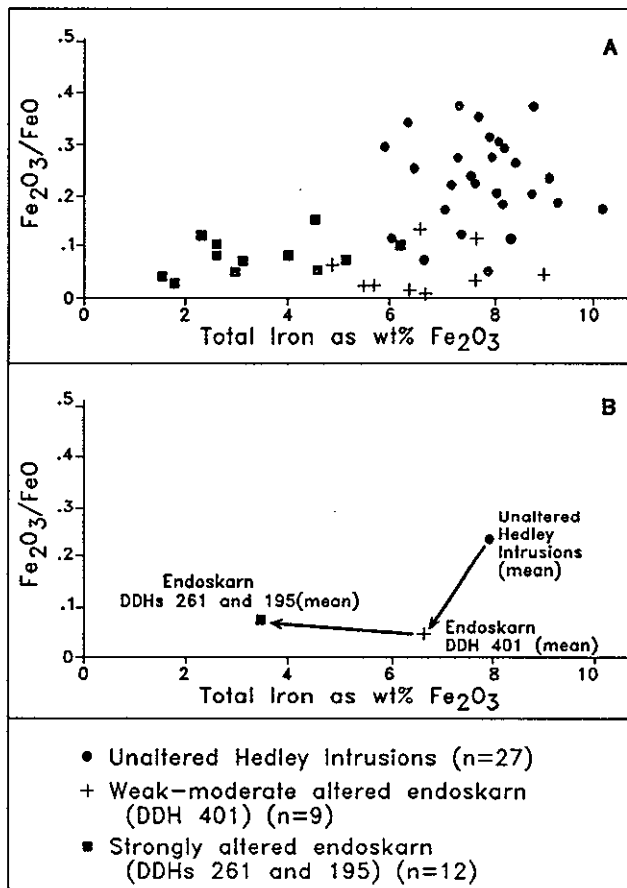 A
.5
.4
.3
.2
.1
0
Fe₂O₃/FeO
0 2 4 6 8 10
Total Iron as wt% Fe₂O₃
B
.5
.4
.3
.2
.1
0
Fe₂O₃/FeO
Unaltered
Hedley
Intrusions
(mean)
Endoskarn
DDHs 261 and 195(mean)
Endoskarn
DDH 401 (mean)
0 2 4 6 8 10
Total Iron as wt% Fe₂O₃
Unaltered Hedley Intrusions (n=27)
Weak-moderate altered endoskarn
(DDH 401) (n=9)
Strongly altered endoskarn
(DDHs 261 and 195) (n=12)